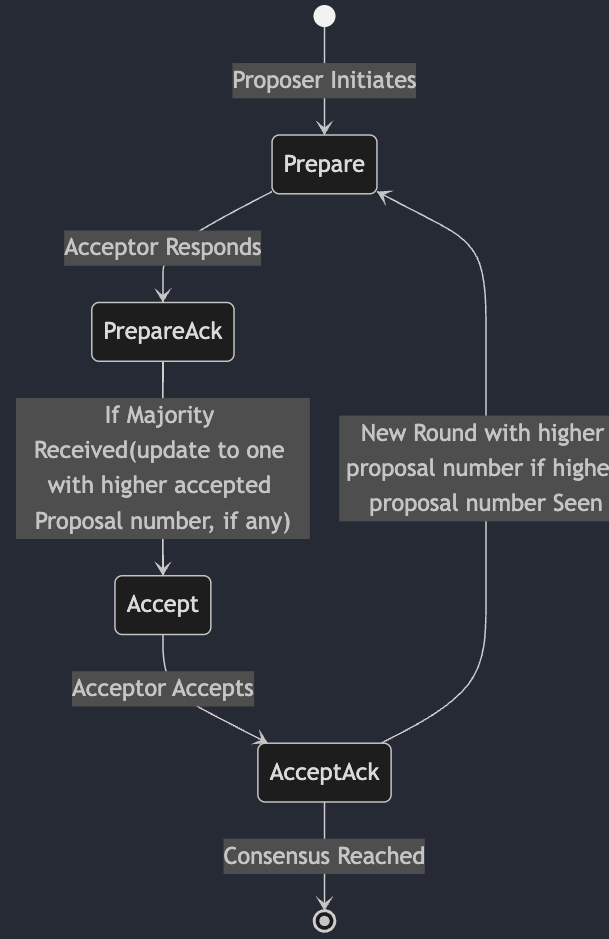 Proposer Initiates
Prepare
Acceptor Responds
PrepareAck
If Majority
Received(update to one
with higher accepted
Proposal number, if any)
New Round with higher
proposal number if highe
proposal number Seen
Accept
Acceptor Accepts
AcceptAck
Consensus Reached